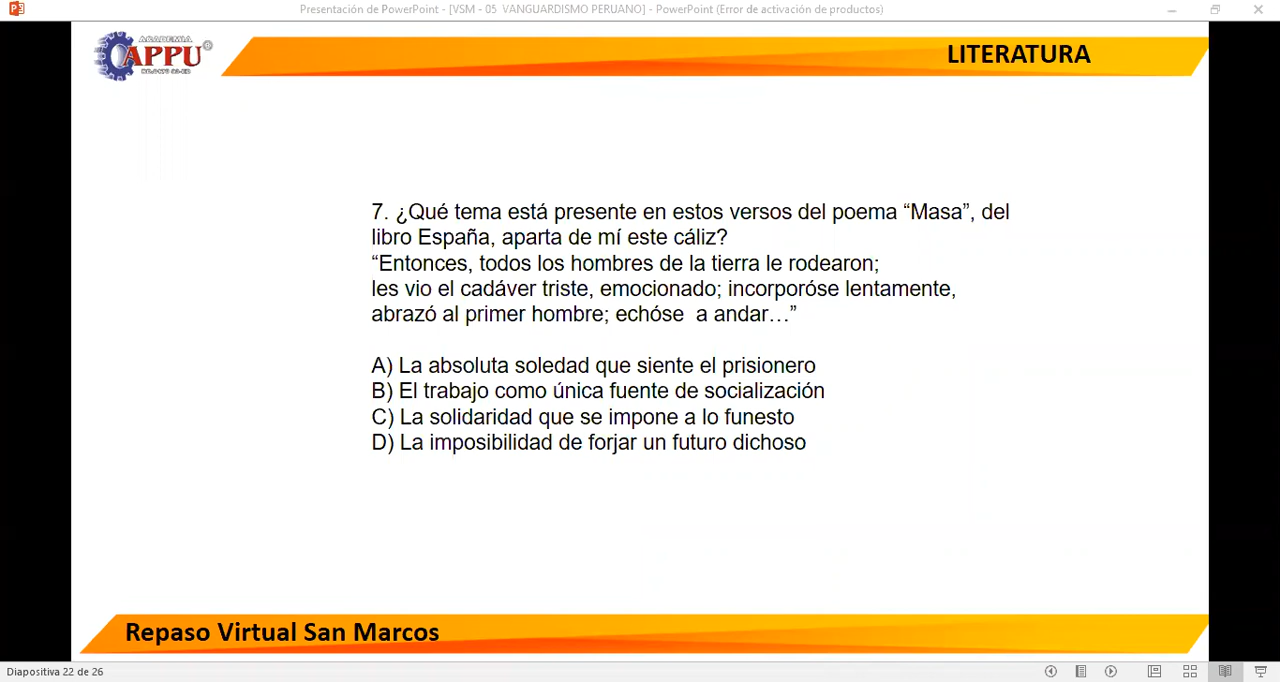 Presentación de PowerPoint - [VSM - 05 VANGUARDISMO PERUANO] - PowerPoint (Error de activación de productos)
ACADEMIA
APPU
LITERATURA
7. ¿Qué tema está presente en estos versos del poema “Masa”, del
libro España, aparta de mí este cáliz?
“Entonces, todos los hombres de la tierra le rodearon;
les vio el cadáver triste, emocionado; incorporóse lentamente,
abrazó al primer hombre; echóse  a andar…”
A) La absoluta soledad que siente el prisionero
B) El trabajo como única fuente de socialización
C) La solidaridad que se impone a lo funesto
D) La imposibilidad de forjar un futuro dichoso
Repaso Virtual San Marcos
Diapositiva 22 de 26